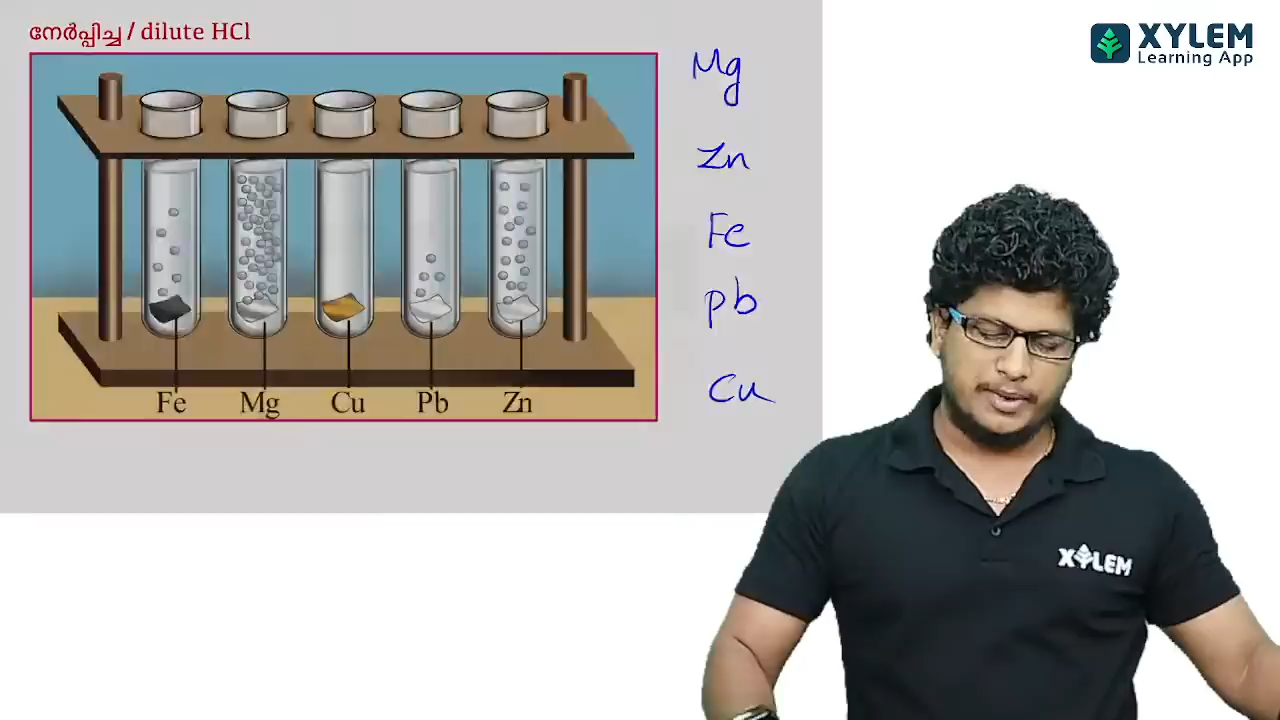 നേർപ്പിച്ച / dilute HCl
Fe Mg Cu Pb Zn
Mg
Zn
Fe
Pb
Cu
XYLEM
Learning App
XYLEM